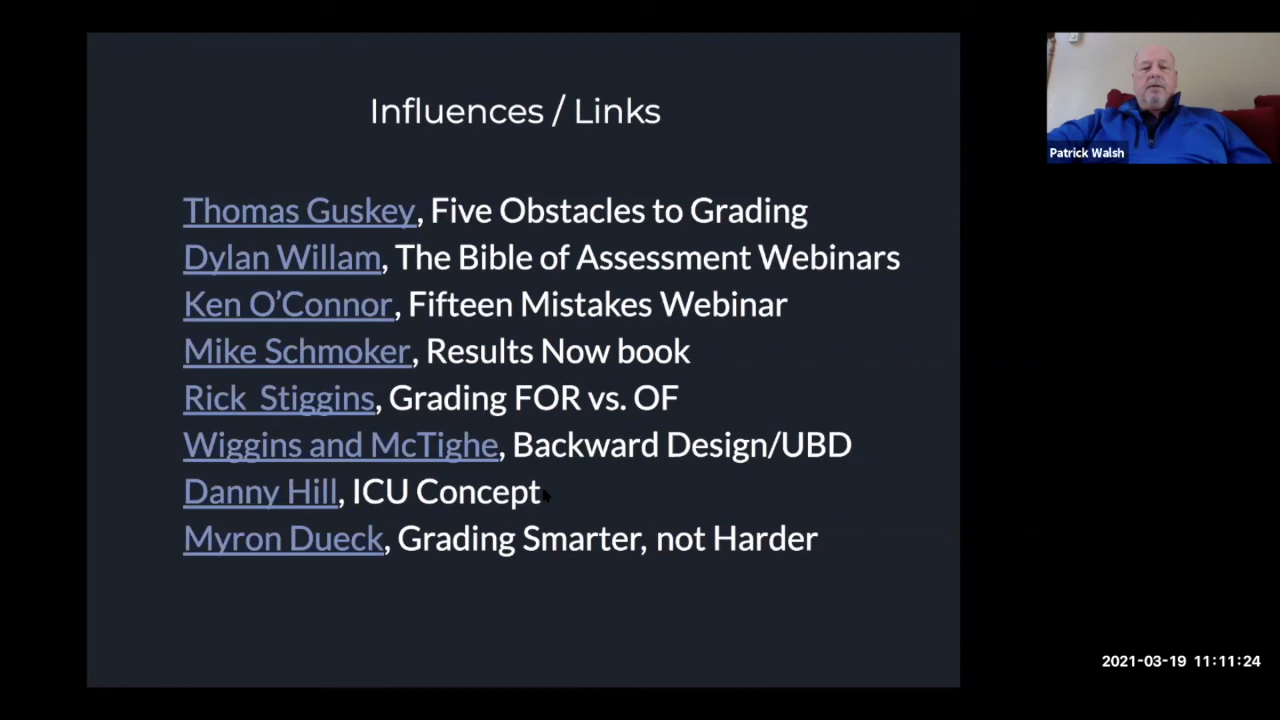 Influences / Links
Thomas Guskey, Five Obstacles to Grading
Dylan Willam, The Bible of Assessment Webinars
Ken O’Connor, Fifteen Mistakes Webinar
Mike Schmoker, Results Now book
Rick Stiggins, Grading FOR vs. OF
Wiggins and McTighe, Backward Design/UBD
Danny Hill, ICU Concept
Myron Dueck, Grading Smarter, not Harder
Patrick Walsh
2021-03-19 11:11:24